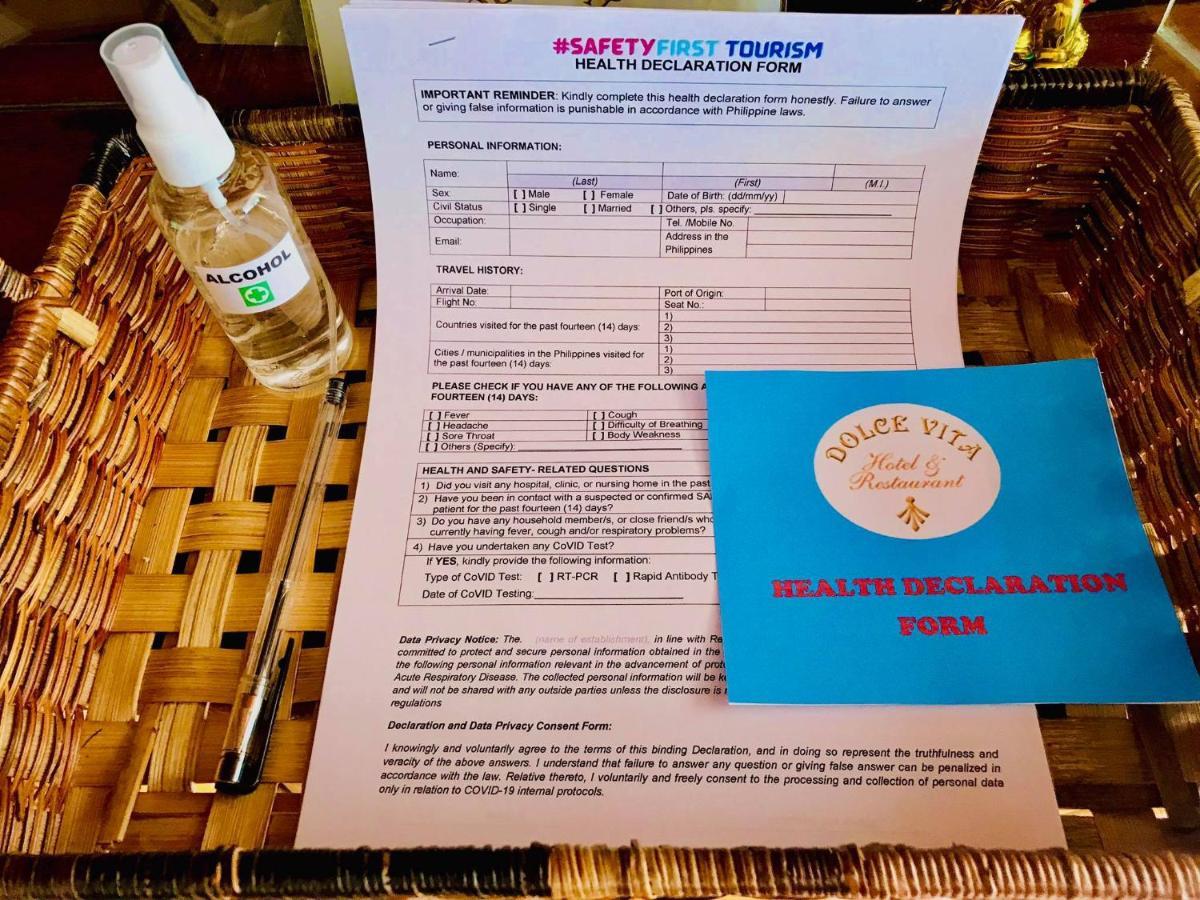 ALCOHOL
#SAFETYFIRST TOURISM
HEALTH DECLARATION FORM
IMPORTANT REMINDER: Kindly complete this health declaration form honestly. Failure to answer
or giving false information is punishable in accordance with Philippine laws.
PERSONAL INFORMATION:
Name:
(Last) (First) (M.I.)
Sex [ ] Male [ ] Female Date of Birth: (dd/mm/yy)
Civil Status [ ] Single [ ] Married [ ] Others, pls. specify:
Occupation: Tel. /Mobile No.
Email: Address in the
Philippines
TRAVEL HISTORY:
Arrival Date: Port of Origin:
Flight No: Seat No.:
Countries visited for the past fourteen (14) days: 1)
2)
3)
Cities / municipalities in the Philippines visited for
the past fourteen (14) days: 1)
2)
3)
PLEASE CHECK IF YOU HAVE ANY OF THE FOLLOWING
FOURTEEN (14) DAYS:
[ ] Fever [ ] Cough
[ ] Headache [ ] Difficulty of Breathing
[ ] Sore Throat [ ] Body Weakness
[ ] Others (Specify):
HEALTH AND SAFETY- RELATED QUESTIONS
1) Did you visit any hospital, clinic, or nursing home in the past
2) Have you been in contact with a suspected or confirmed
patient for the past fourteen (14) days?
3) Do you have any household member/s, or close friend/s who
currently having fever, cough and/or respiratory problems?
4) Have you undertaken any CoVID Test?
If YES, kindly provide the following information:
Type of CoVID Test: [ ] RT-PCR [ ] Rapid Antibody
Date of CoVID Testing:
Data Privacy Notice: The. (name of establishment), in line with
committed to protect and secure personal information obtained in the
the following personal information relevant in the advancement of
Acute Respiratory Disease. The collected personal information will be
and will not be shared with any outside parties unless the disclosure is
regulations
Declaration and Data Privacy Consent Form:
I knowingly and voluntarily agree to the terms of this binding Declaration, and in doing so represent the truthfulness and
veracity of the above answers. I understand that failure to answer any question or giving false answer can be penalized in
accordance with the law. Relative thereto, I voluntarily and freely consent to the processing and collection of personal data
only in relation to COVID-19 internal protocols.
DOLCE VITA
Hotel &
Restaurant
HEALTH DECLARATION
FORM